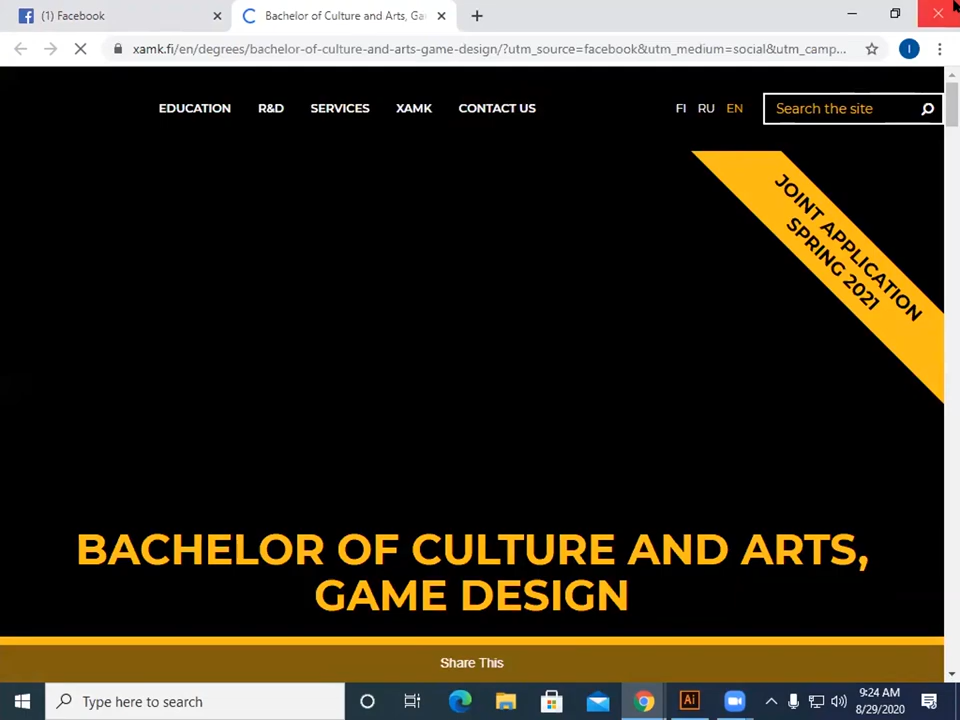 (1) Facebook
Bachelor of Culture and Arts, Ga
xamk.fi/en/degrees/bachelor-of-culture-and-arts-game-design/?utm_source=facebook&utm_medium=social&utm_camp...
I
EDUCATION R&D SERVICES XAMK CONTACT US FI RU EN Search the site
JOINT APPLICATION
SPRING 2021
BACHELOR OF CULTURE AND ARTS,
GAME DESIGN
Share This
Type here to search
Ai
9:24 AM
8/29/2020